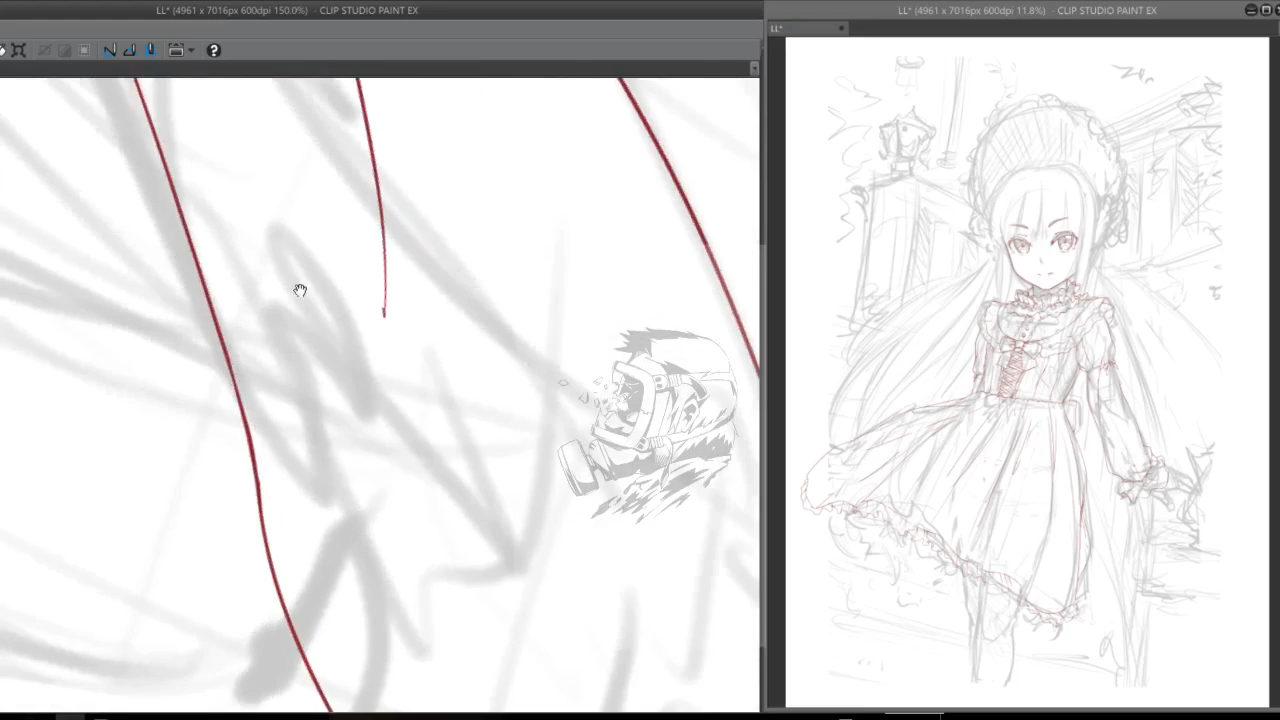 LL* (4961 x 7016px 600dpi 150.0%)  - CLIP STUDIO PAINT EX
LL* (4961 x 7016px 600dpi 11.8%)  - CLIP STUDIO PAINT EX
LL*